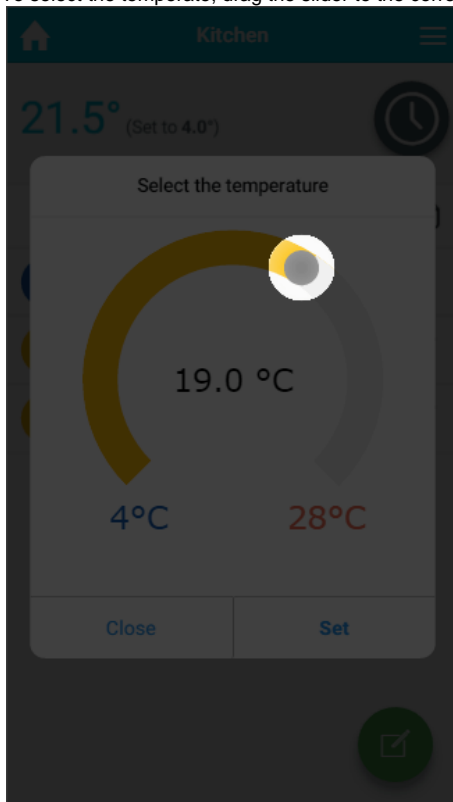 Kitchen
21.5° (Set to 4.0°)
Select the temperature
19.0 °C
4°C 28°C
Close Set